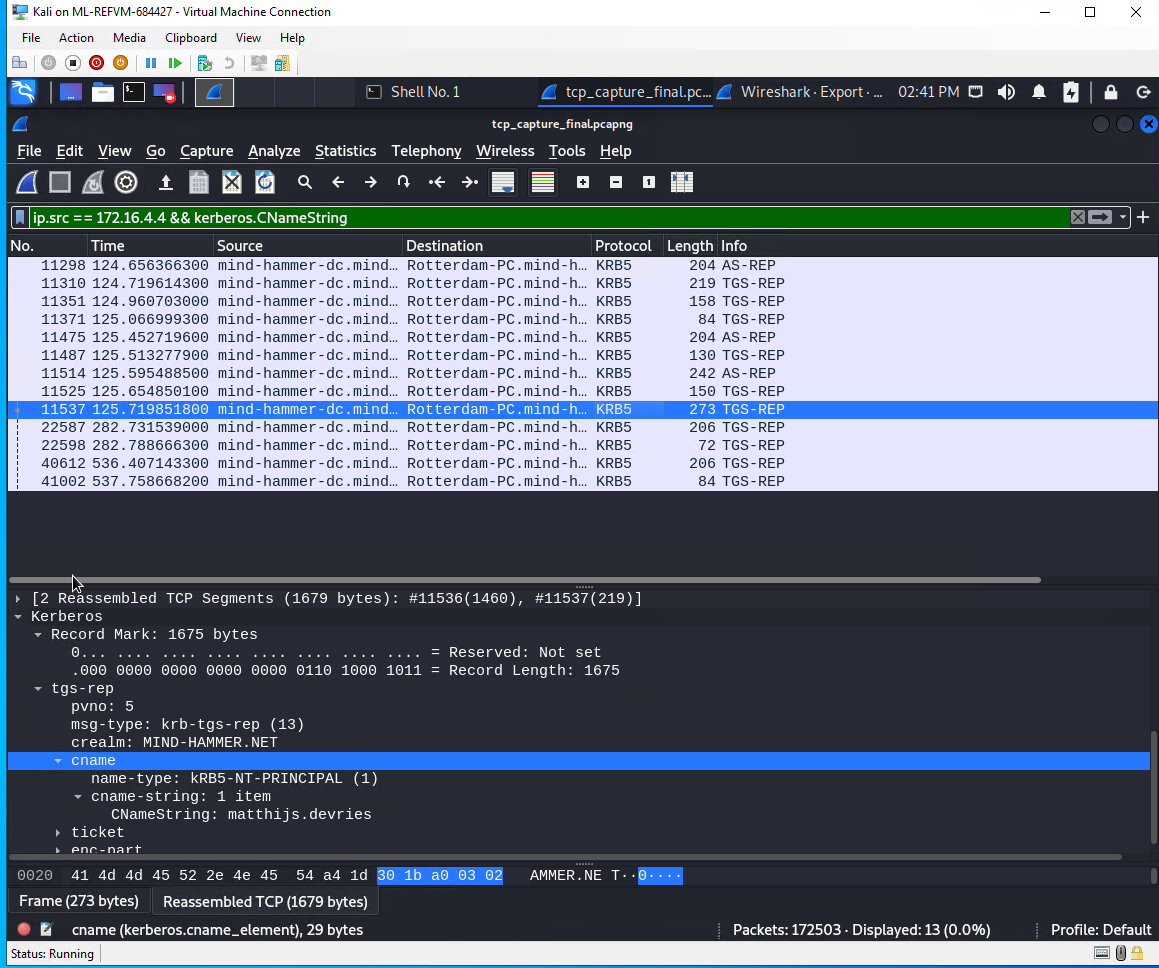 Kali on ML-REFVM-684427 - Virtual Machine Connection
File Action Media Clipboard View Help
Shell No. 1 tcp_capture_final.pc... Wireshark · Export · ... 02:41 PM
tcp_capture_final.pcapng
File Edit View Go Capture Analyze Statistics Telephony Wireless Tools Help
ip.src == 172.16.4.4 && kerberos.CNameString
No. Time Source Destination Protocol Length Info
11298 124.656366300 mind-hammer-dc.mind… Rotterdam-PC.mind-h… KRB5 204 AS-REP
11310 124.719614300 mind-hammer-dc.mind… Rotterdam-PC.mind-h… KRB5 219 TGS-REP
11351 124.960703000 mind-hammer-dc.mind… Rotterdam-PC.mind-h… KRB5 158 TGS-REP
11371 125.066999300 mind-hammer-dc.mind… Rotterdam-PC.mind-h… KRB5 84 TGS-REP
11475 125.452719600 mind-hammer-dc.mind… Rotterdam-PC.mind-h… KRB5 204 AS-REP
11487 125.513277900 mind-hammer-dc.mind… Rotterdam-PC.mind-h… KRB5 130 TGS-REP
11514 125.595488500 mind-hammer-dc.mind… Rotterdam-PC.mind-h… KRB5 242 AS-REP
11525 125.654850100 mind-hammer-dc.mind… Rotterdam-PC.mind-h… KRB5 150 TGS-REP
11537 125.719851800 mind-hammer-dc.mind… Rotterdam-PC.mind-h… KRB5 273 TGS-REP
22587 282.731539000 mind-hammer-dc.mind… Rotterdam-PC.mind-h… KRB5 206 TGS-REP
22598 282.788666300 mind-hammer-dc.mind… Rotterdam-PC.mind-h… KRB5 72 TGS-REP
40612 536.407143300 mind-hammer-dc.mind… Rotterdam-PC.mind-h… KRB5 206 TGS-REP
41002 537.758668200 mind-hammer-dc.mind… Rotterdam-PC.mind-h… KRB5 84 TGS-REP
[2 Reassembled TCP Segments (1679 bytes): #11536(1460), #11537(219)]
Kerberos
Record Mark: 1675 bytes
0... .... .... .... .... .... .... .... = Reserved: Not set
.000 0000 0000 0000 0000 0110 1000 1011 = Record Length: 1675
tgs-rep
pvno: 5
msg-type: krb-tgs-rep (13)
crealm: MIND-HAMMER.NET
cname
name-type: kRB5-NT-PRINCIPAL (1)
cname-string: 1 item
CNameString: matthijs.devries
ticket
enc-part
0020 41 4d 4d 45 52 2e 4e 45 54 a4 1d 30 1b a0 03 02 AMMER.NE T··0····
Frame (273 bytes) Reassembled TCP (1679 bytes)
cname (kerberos.cname_element), 29 bytes Packets: 172503 · Displayed: 13 (0.0%) Profile: Default
Status: Running